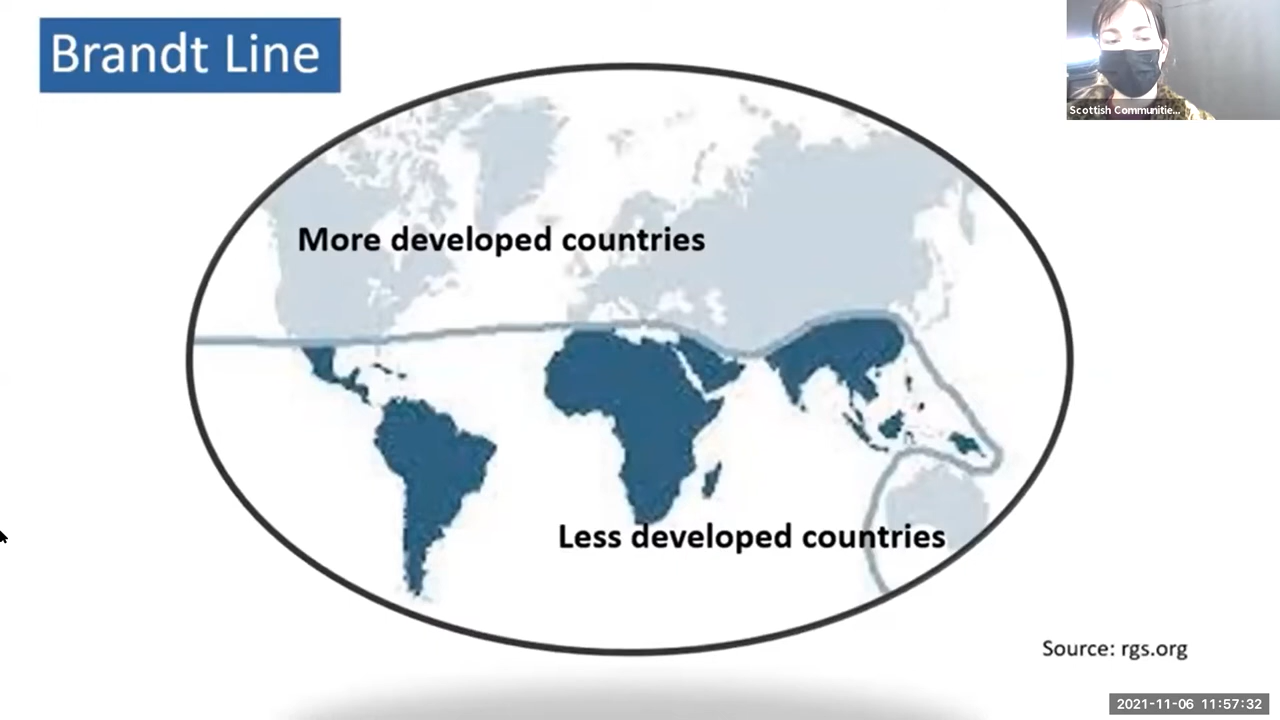 Brandt Line
Scottish Communitie...
More developed countries
Less developed countries
Source: rgs.org
2021-11-06 11:57:32